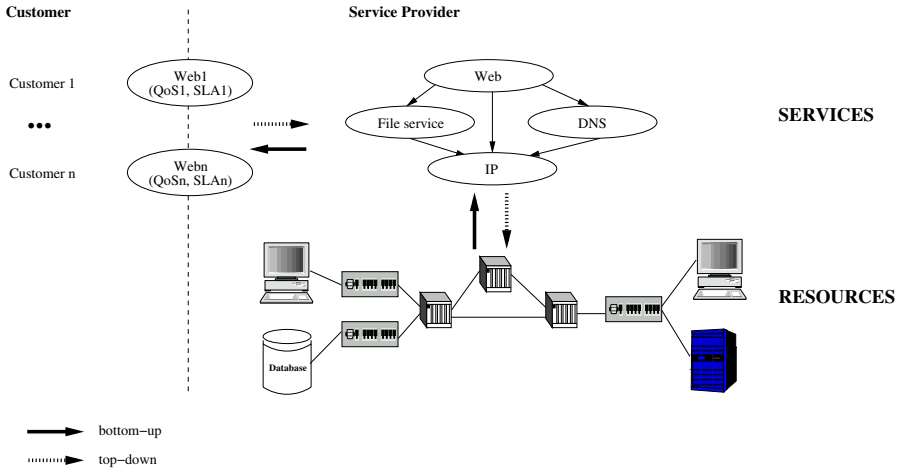 Customer
Service Provider
Customer 1
Web1
(QoS1, SLA1)
Web
File service
DNS
SERVICES
•••
Customer n
Webn
(QoSn, SLAn)
IP
RESOURCES
Database
bottom−up
top−down